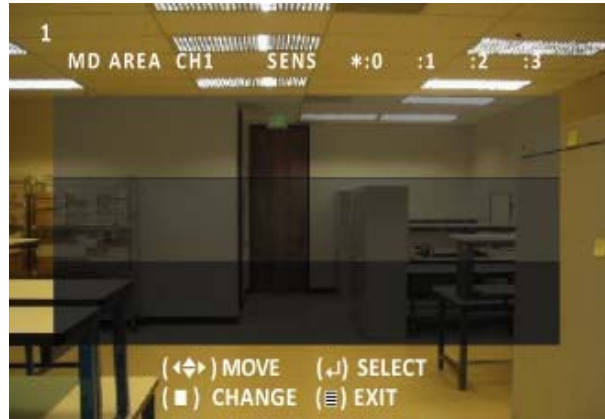 1
MD AREA CH1 SENS *:0 :1 :2 :3
(◄♦►) MOVE (↵) SELECT
(■) CHANGE (≣) EXIT